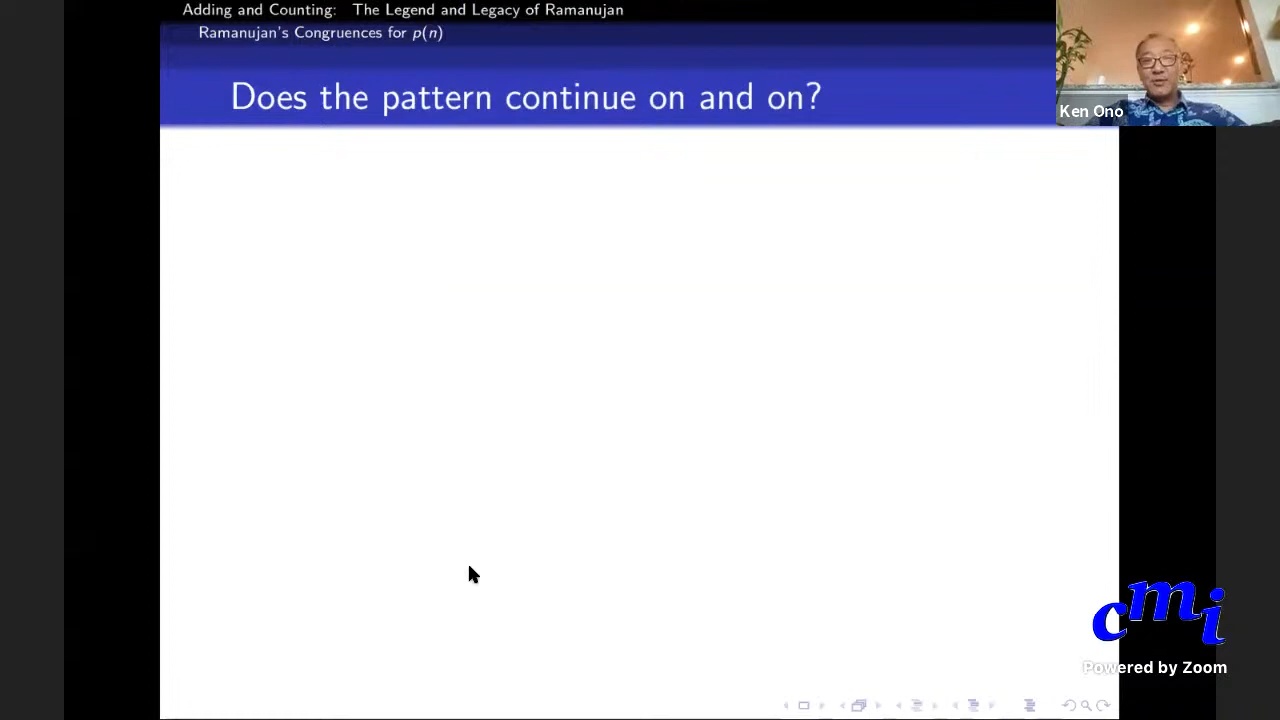 Adding and Counting: The Legend and Legacy of Ramanujan
Ramanujan's Congruences for p(n)
Does the pattern continue on and on?
Ken Ono
cmi
Powered by Zoom